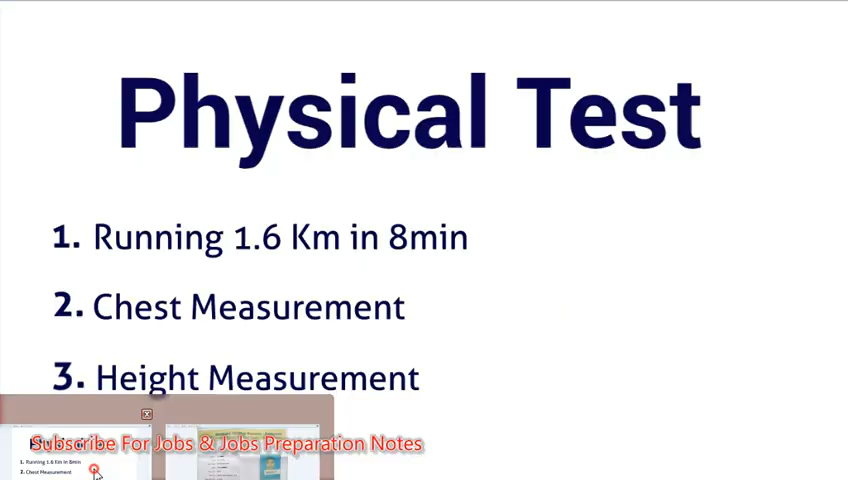 Physical Test
1. Running 1.6 Km in 8min
2. Chest Measurement
3. Height Measurement
Subscribe For Jobs & Jobs Preparation Notes
1. Running 1.6 Km in 8min
2. Chest Measurement